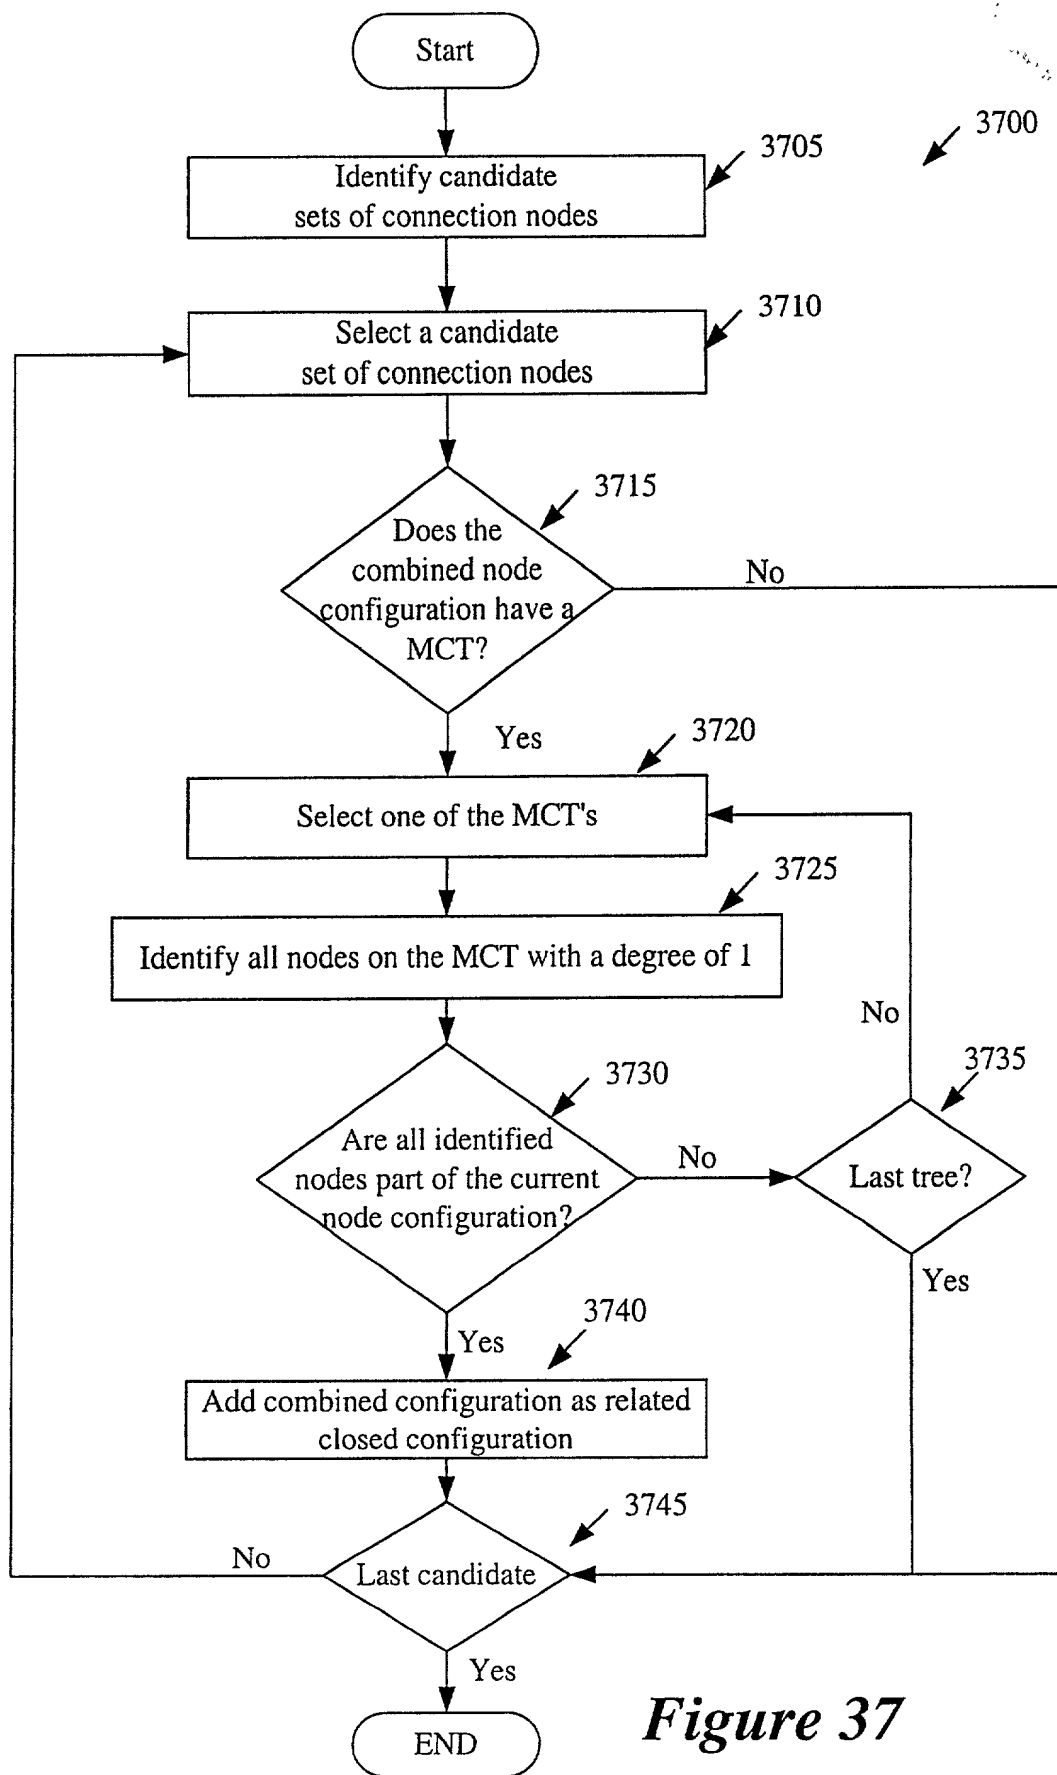 Start
3700
3705
Identify candidate
sets of connection nodes
3710
Select a candidate
set of connection nodes
3715
Does the
combined node
configuration have a
MCT?
No
Yes
3720
Select one of the MCT's
3725
Identify all nodes on the MCT with a degree of 1
No
3735
3730
Are all identified
nodes part of the current
node configuration?
No
Last tree?
Yes
3740
Yes
Add combined configuration as related
closed configuration
3745
No
Last candidate
Yes
END
Figure 37